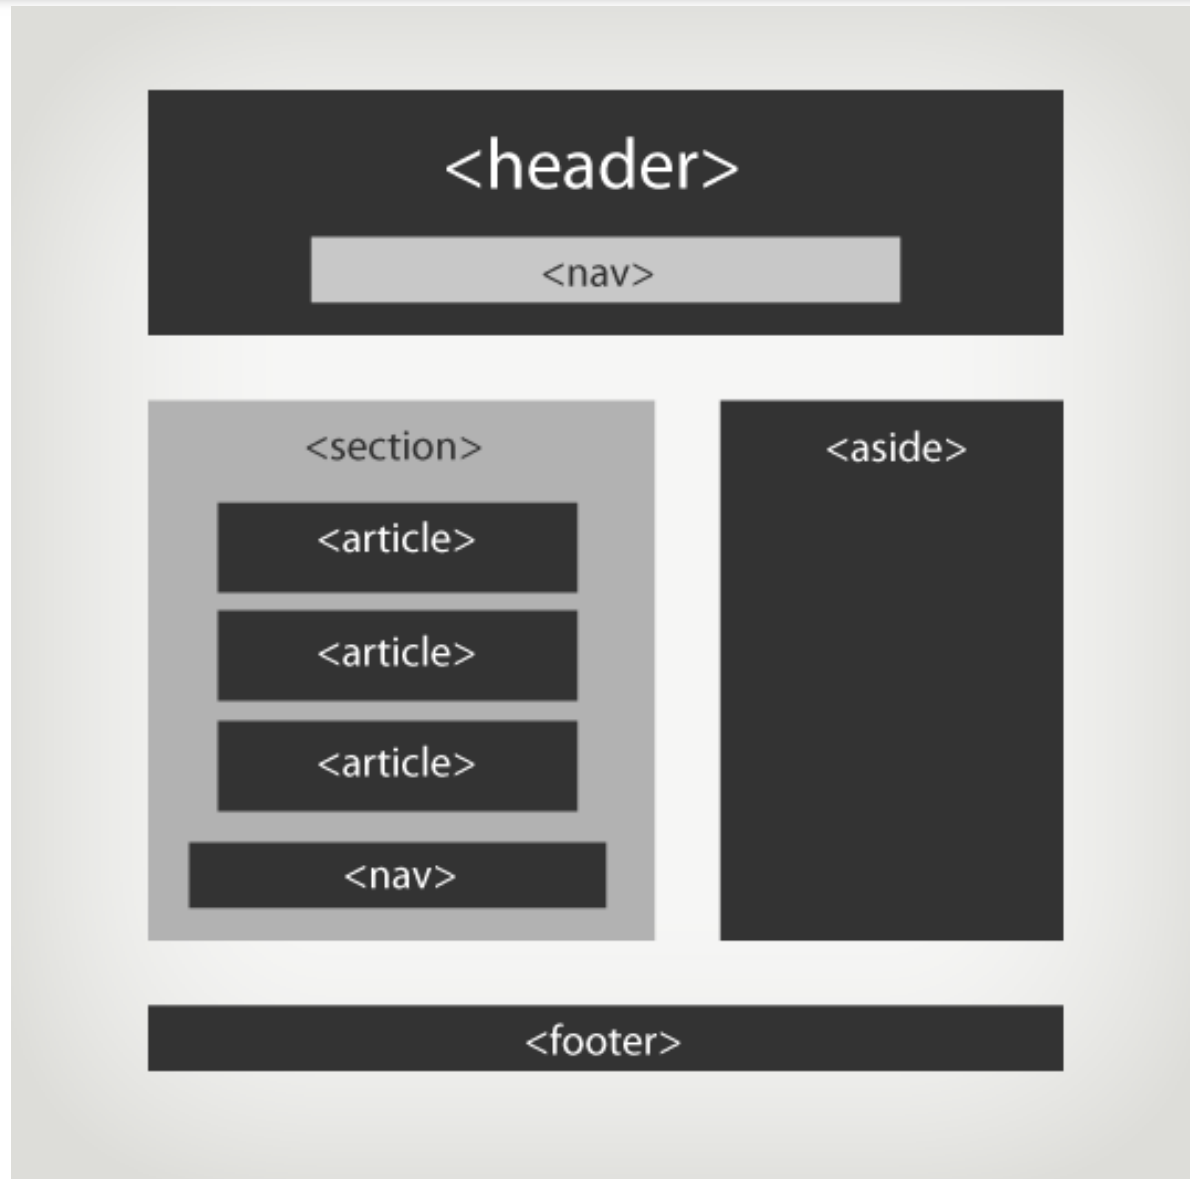 <header>
<nav>
<section>
<article>
<article>
<article>
<nav>
<aside>
<footer>